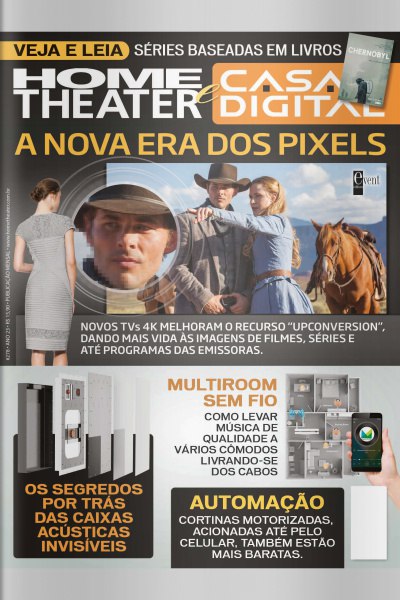 VEJA E LEIA SÉRIES BASEADAS EM LIVROS
CHERNOBYL
HOME
THEATER
e
CASA
DIGITAL
A NOVA ERA DOS PIXELS
event
NOVOS TVs 4K MELHORAM O RECURSO "UPCONVERSION",
DANDO MAIS VIDA ÀS IMAGENS DE FILMES, SÉRIES E
ATÉ PROGRAMAS DAS EMISSORAS.
MULTIROOM
SEM FIO
COMO LEVAR
MÚSICA DE
QUALIDADE A
VÁRIOS CÔMODOS
LIVRANDO-SE
DOS CABOS
OS SEGREDOS
POR TRÁS
DAS CAIXAS
ACÚSTICAS
INVISÍVEIS
AUTOMAÇÃO
CORTINAS MOTORIZADAS,
ACIONADAS ATÉ PELO
CELULAR, TAMBÉM ESTÃO
MAIS BARATAS.